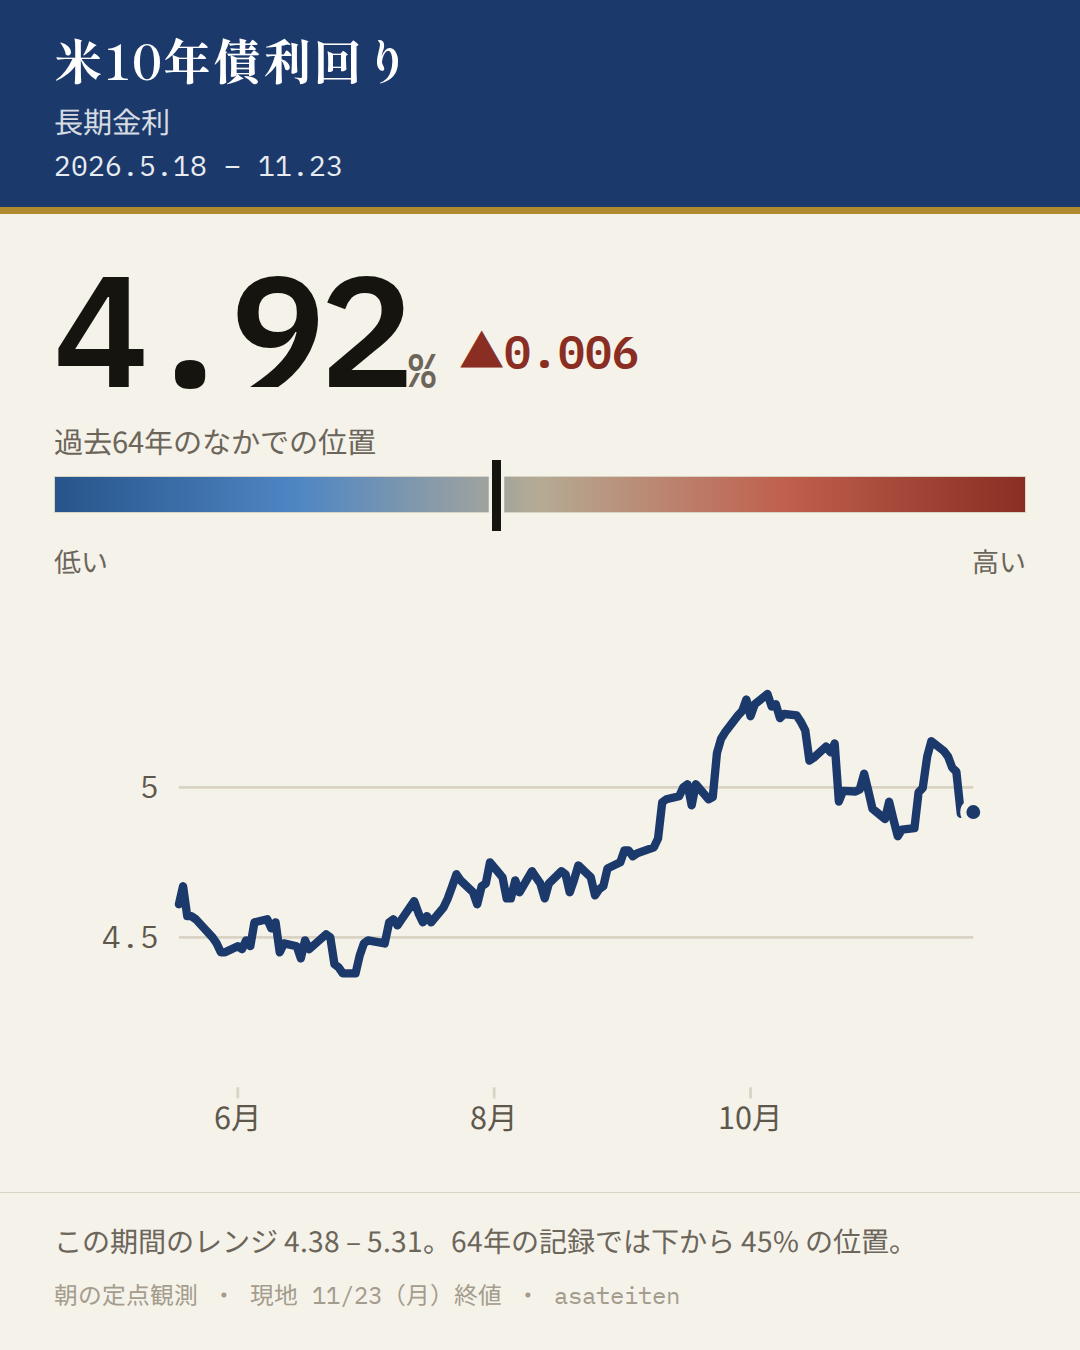 米10年債利回り
長期金利
2026.5.18 − 11.23
4.92% ▲0.006
過去64年のなかでの位置
低い 高い
5
4.5
6月 8月 10月
この期間のレンジ 4.38 – 5.31。64年の記録では下から 45% の位置。
朝の定点観測 ・ 現地 11/23（月）終値 ・ asateiten